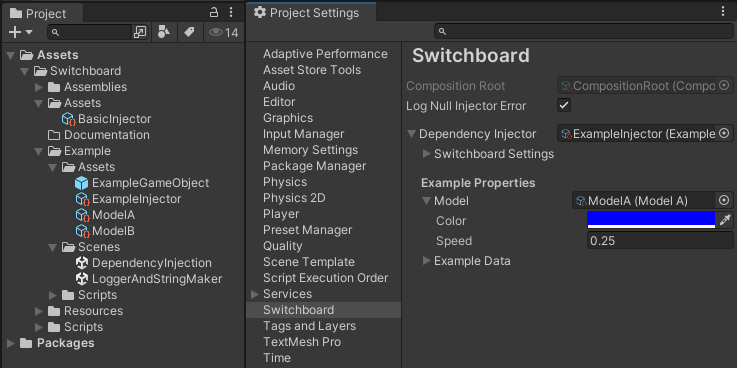 Project
14
Assets
Switchboard
Assemblies
Assets
BasicInjector
Documentation
Example
Assets
ExampleGameObject
ExampleInjector
ModelA
ModelB
Scenes
DependencyInjection
LoggerAndStringMaker
Scripts
Resources
Scripts
Packages
Project Settings
Adaptive Performance
Asset Store Tools
Audio
Editor
Graphics
Input Manager
Memory Settings
Package Manager
Physics
Physics 2D
Player
Preset Manager
Quality
Scene Template
Script Execution Order
Services
Switchboard
Tags and Layers
TextMesh Pro
Time
Switchboard
Composition Root CompositionRoot (Compo
Log Null Injector Error
Dependency Injector ExampleInjector (Example
Switchboard Settings
Example Properties
Model ModelA (Model A)
Color
Speed 0.25
Example Data